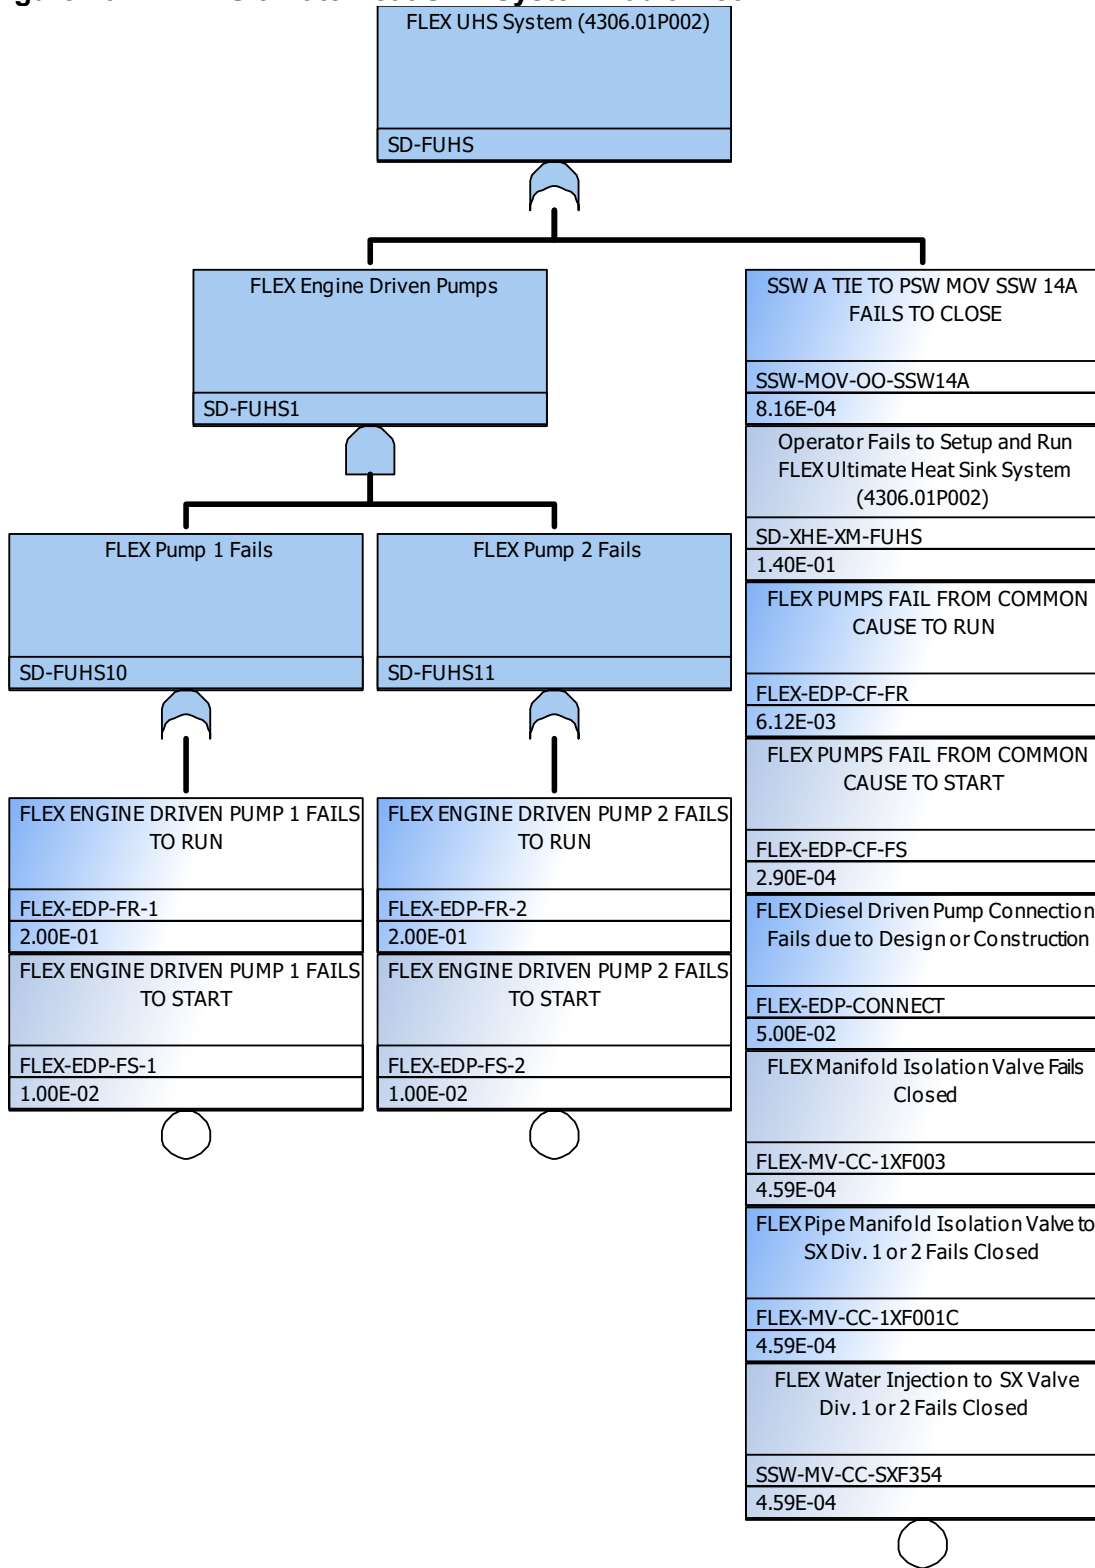 FLEX UHS System (4306.01P002)
SD-FUHS
FLEX Engine Driven Pumps
SD-FUHS1
FLEX Pump 1 Fails
SD-FUHS10
FLEX Pump 2 Fails
SD-FUHS11
FLEX ENGINE DRIVEN PUMP 1 FAILS
TO RUN
FLEX-EDP-FR-1
2.00E-01
FLEX ENGINE DRIVEN PUMP 1 FAILS
TO START
FLEX-EDP-FS-1
1.00E-02
FLEX ENGINE DRIVEN PUMP 2 FAILS
TO RUN
FLEX-EDP-FR-2
2.00E-01
FLEX ENGINE DRIVEN PUMP 2 FAILS
TO START
FLEX-EDP-FS-2
1.00E-02
SSW A TIE TO PSW MOV SSW 14A
FAILS TO CLOSE
SSW-MOV-OO-SSW14A
8.16E-04
Operator Fails to Setup and Run
FLEX Ultimate Heat Sink System
(4306.01P002)
SD-XHE-XM-FUHS
1.40E-01
FLEX PUMPS FAIL FROM COMMON
CAUSE TO RUN
FLEX-EDP-CF-FR
6.12E-03
FLEX PUMPS FAIL FROM COMMON
CAUSE TO START
FLEX-EDP-CF-FS
2.90E-04
FLEX Diesel Driven Pump Connection
Fails due to Design or Construction
FLEX-EDP-CONNECT
5.00E-02
FLEX Manifold Isolation Valve Fails
Closed
FLEX-MV-CC-1XF003
4.59E-04
FLEX Pipe Manifold Isolation Valve to
SX Div. 1 or 2 Fails Closed
FLEX-MV-CC-1XF001C
4.59E-04
FLEX Water Injection to SX Valve
Div. 1 or 2 Fails Closed
SSW-MV-CC-SXF354
4.59E-04